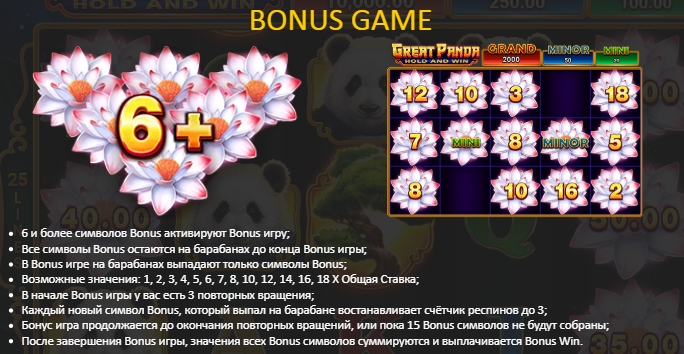 BONUS GAME
GREAT PANDA
HOLD AND WIN
GRAND
2000
MINOR
50
MINI
6+
12 10 3 18
7 MINI 8 MINOR 5
8 10 16 2
25
40.00
• 6 и более символов Bonus активируют Bonus игру;
• Все символы Bonus остаются на барабанах до конца Bonus игры;
• В Bonus игре на барабанах выпадают только символы Bonus;
• Возможные значения: 1, 2, 3, 4, 5, 6, 7, 8, 10, 12, 14, 16, 18 X Общая Ставка;
• В начале Bonus игры у вас есть 3 повторных вращения;
• Каждый новый символ Bonus, который выпал на барабане востанавливает счётчик респинов до 3;
• Бонус игра продолжается до окончания повторных вращений, или пока 15 Bonus символов не будут собраны;
• После завершения Bonus игры, значения всех Bonus символов суммируются и выплачивается Bonus Win.